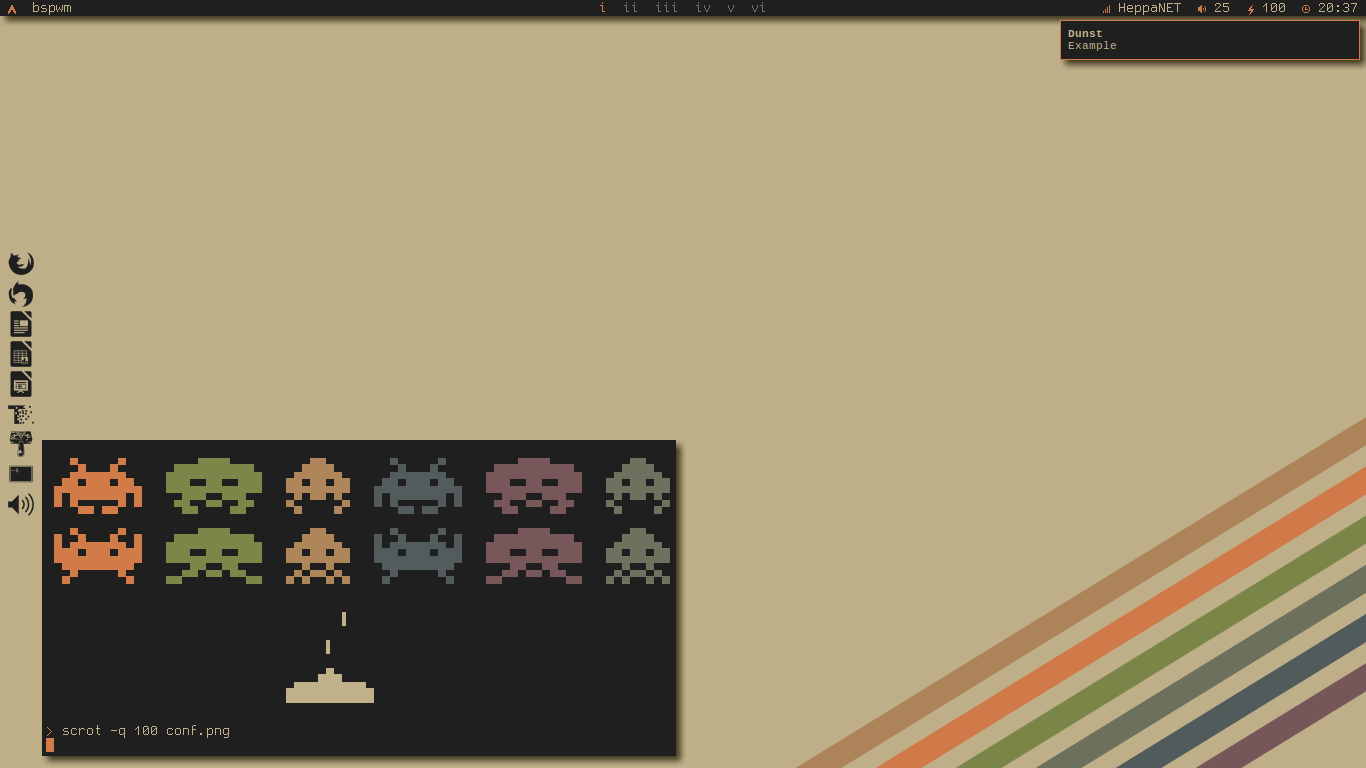 bspwm
i ii iii iv v vi
HeppaNET 25 100 20:37
Dunst
Example
> scrot -q 100 conf.png